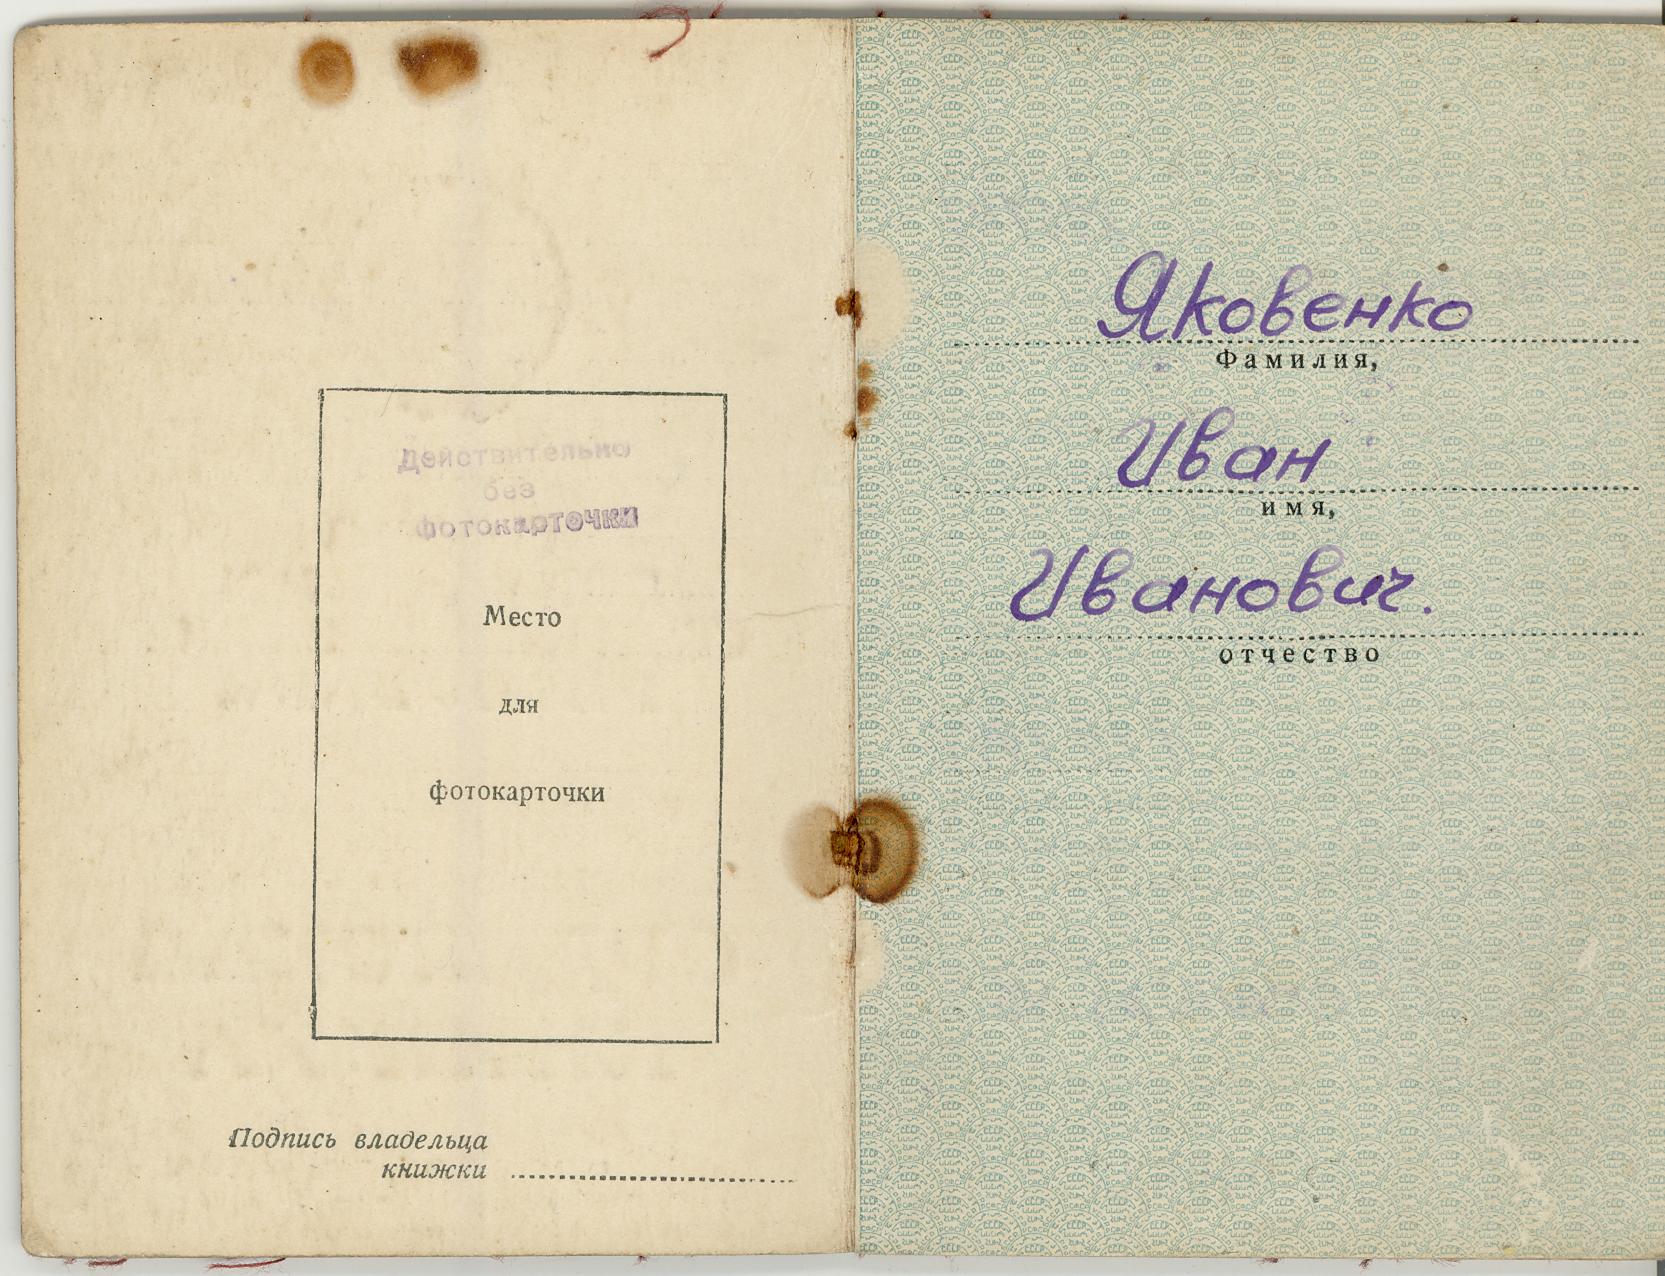 Действительно
без
фотокарточки
Место
для
фотокарточки
Подпись владельца
книжки
Яковенко
Фамилия,
Иван
имя,
Иванович.
отчество